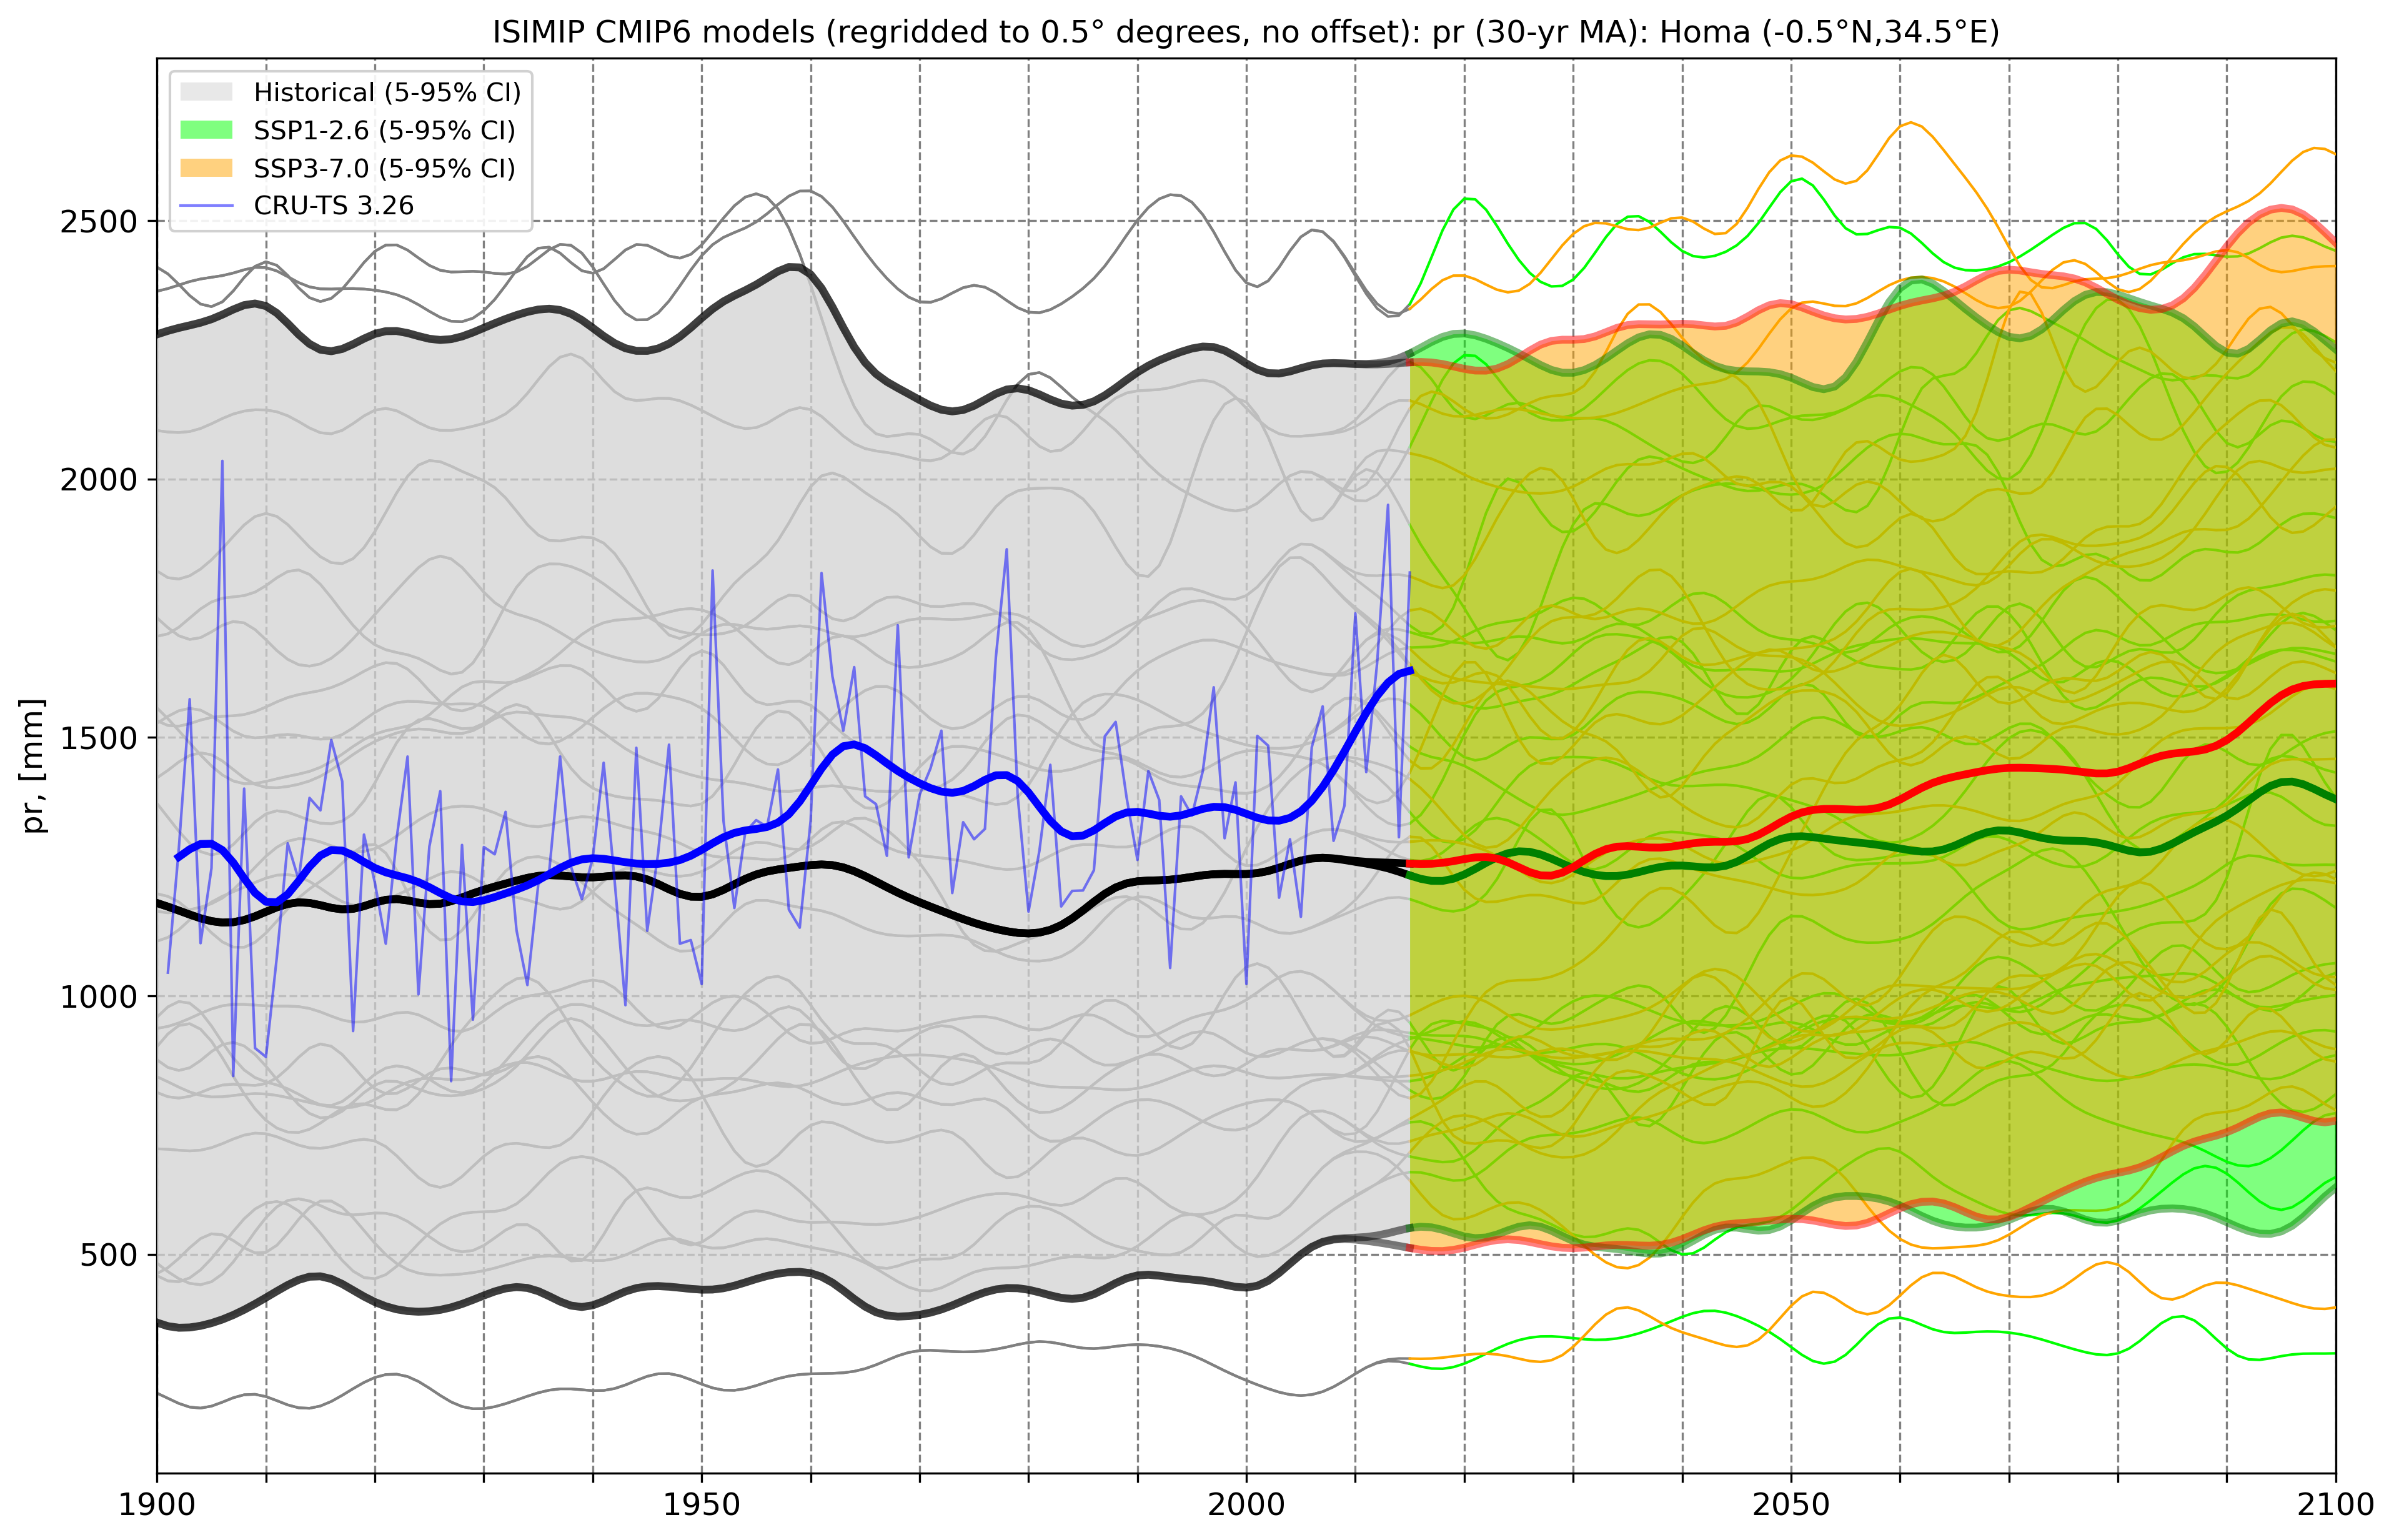 ISIMIP CMIP6 models (regridded to 0.5° degrees, no offset): pr (30-yr MA): Homa (-0.5°N,34.5°E)
Historical (5-95% CI)
SSP1-2.6 (5-95% CI)
SSP3-7.0 (5-95% CI)
CRU-TS 3.26
2500
2000
1500
1000
500
pr, [mm]
1900
1950
2000
2050
2100